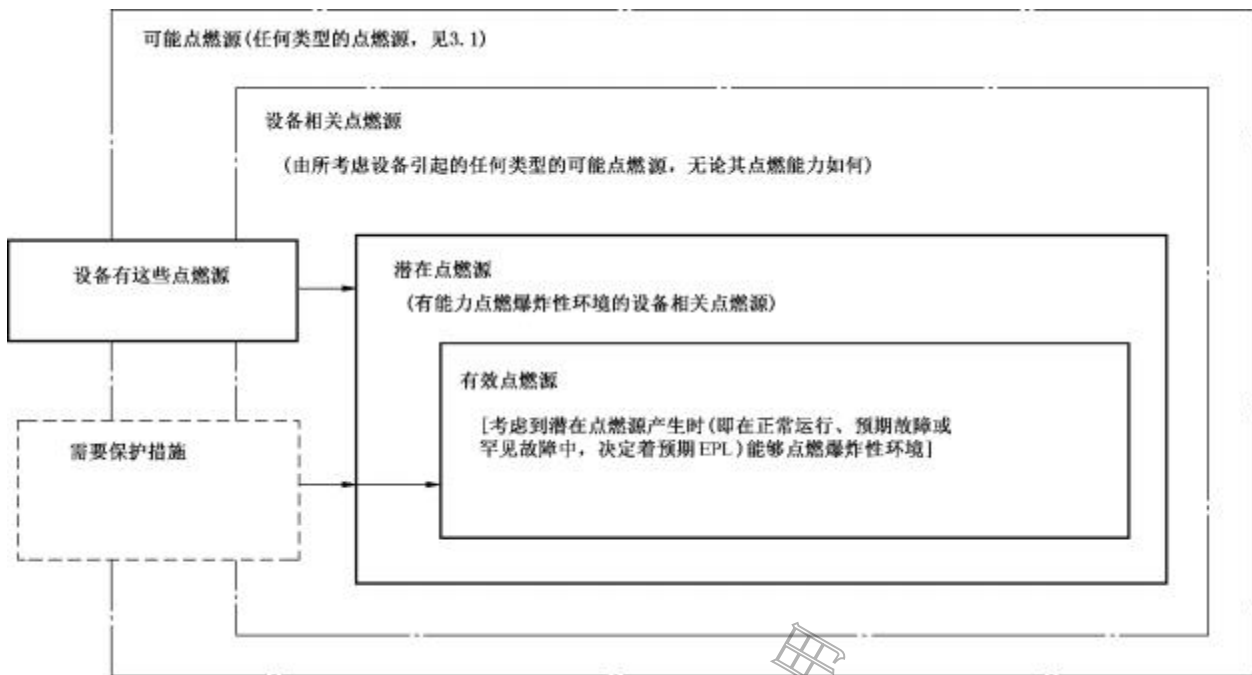 可能点燃源(任何类型的点燃源，见3.1)
设备相关点燃源
(由所考虑设备引起的任何类型的可能点燃源，无论其点燃能力如何)
设备有这些点燃源
潜在点燃源
(有能力点燃爆炸性环境的设备相关点燃源)
有效点燃源
[考虑到潜在点燃源产生时(即在正常运行、预期故障或
罕见故障中，决定着预期EPL)能够点燃爆炸性环境]
需要保护措施